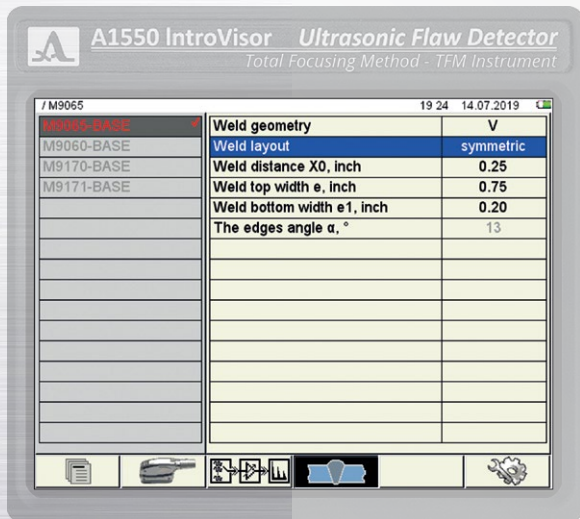 A1550 IntroVisor Ultrasonic Flaw Detector
Total Focusing Method - TFM Instrument
/ M9065 19 24 14.07.2019
M9065-BASE
M9060-BASE
M9170-BASE
M9171-BASE
Weld geometry V
Weld layout symmetric
Weld distance X0, inch 0.25
Weld top width e, inch 0.75
Weld bottom width e1, inch 0.20
The edges angle α, ° 13